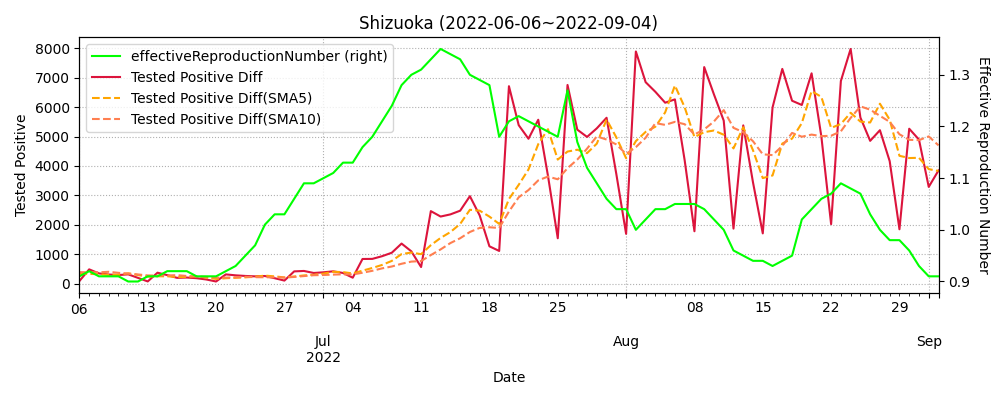 Shizuoka (2022-06-06~2022-09-04)
effectiveReproductionNumber (right)
Tested Positive Diff
Tested Positive Diff(SMA5)
Tested Positive Diff(SMA10)
Tested Positive
8000
7000
6000
5000
4000
3000
2000
1000
0
1.3
1.2
1.1
1.0
0.9
Effective Reproduction Number
06 13 20 27 04 11 18 25 08 15 22 29
Jul Aug Sep
2022
Date